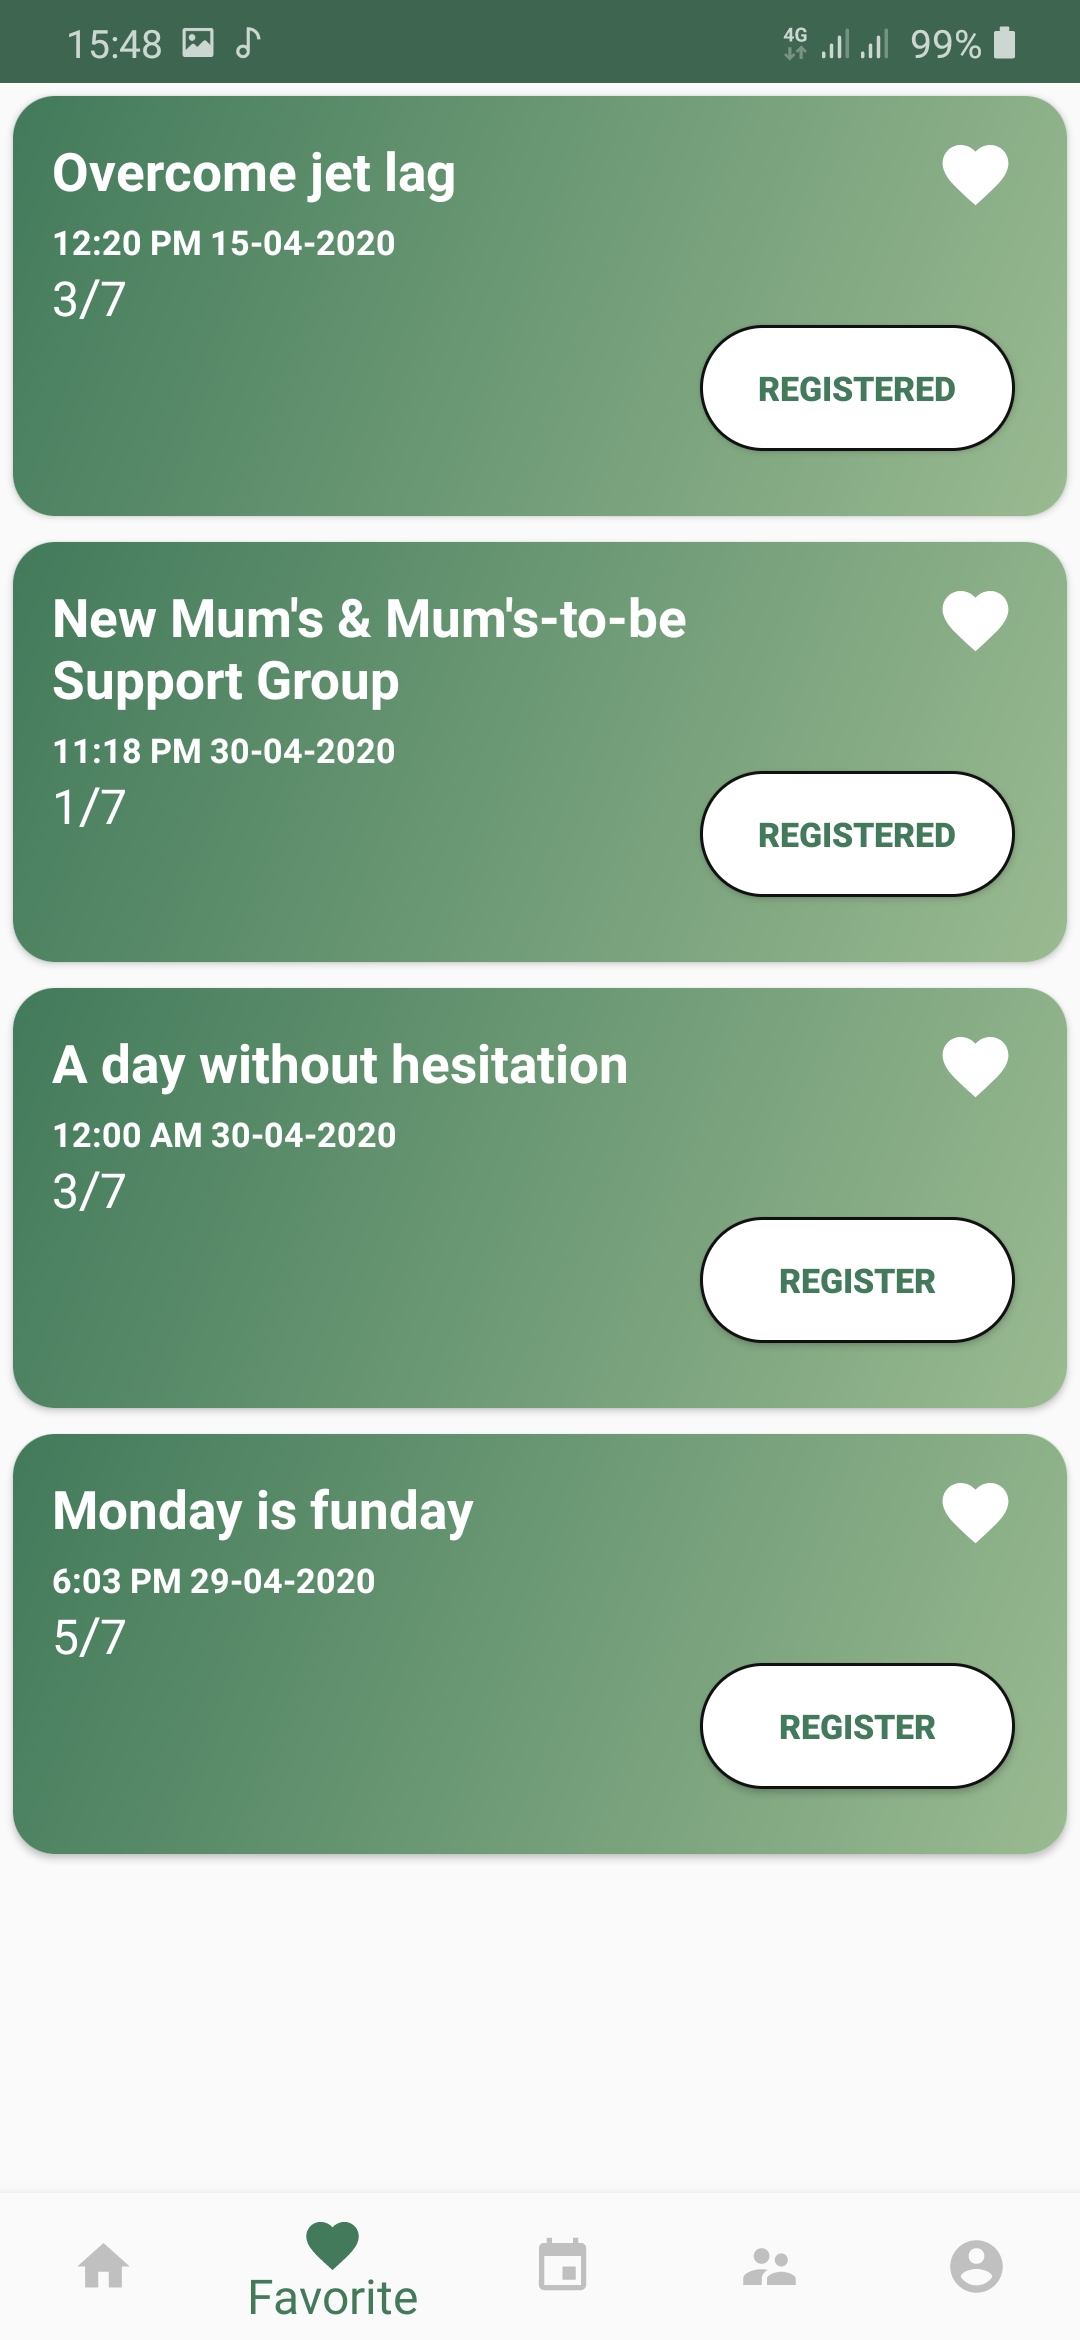 15:48
4G
99%
Overcome jet lag
12:20 PM 15-04-2020
3/7
REGISTERED
New Mum's & Mum's-to-be
Support Group
11:18 PM 30-04-2020
1/7
REGISTERED
A day without hesitation
12:00 AM 30-04-2020
3/7
REGISTER
Monday is funday
6:03 PM 29-04-2020
5/7
REGISTER
Favorite